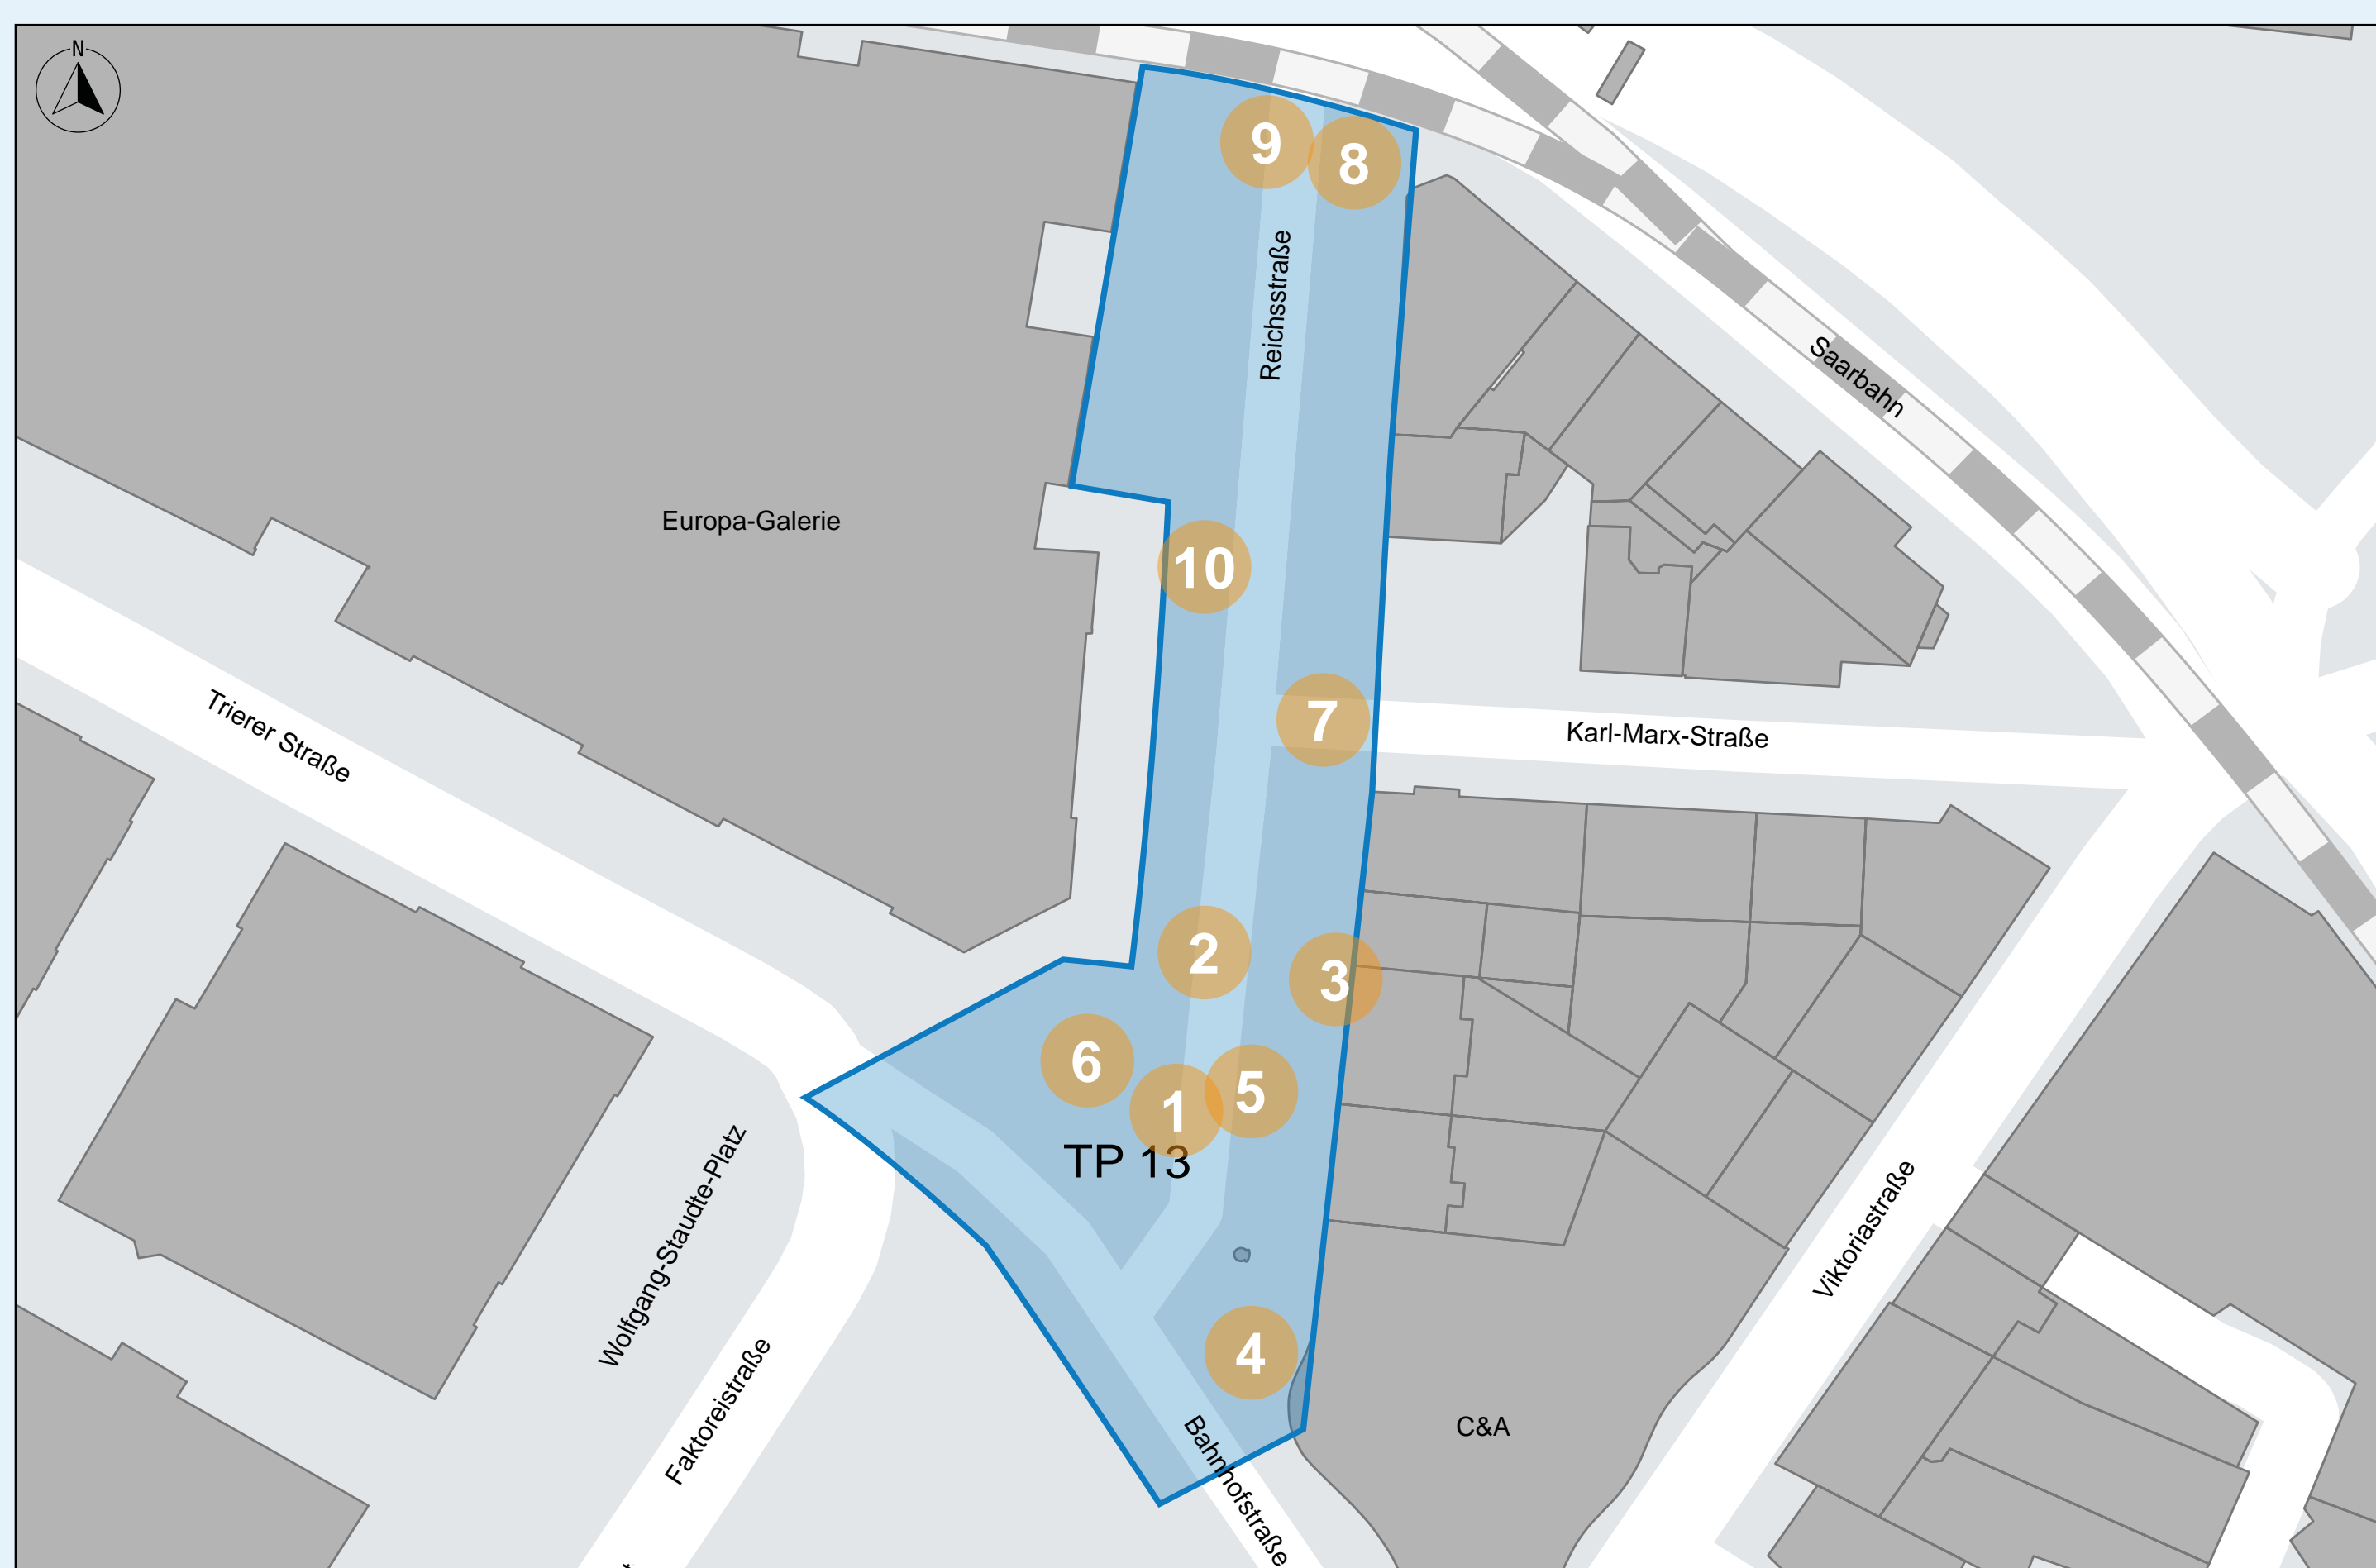 N
9
8
Reichsstraße
Saarbahn
Europa-Galerie
10
Trierer Straße
7
Karl-Marx-Straße
2
3
6
5
1
TP 13
Wolfgang-Staudte-Platz
Viktoriastraße
4
Faktoreistraße
Bahnhofstraße
C&A